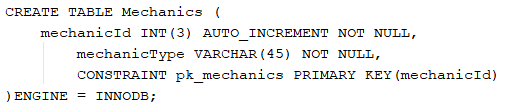 CREATE TABLE Mechanics (
mechanicId INT(3) AUTO_INCREMENT NOT NULL,
mechanicType VARCHAR(45) NOT NULL,
CONSTRAINT pk_mechanics PRIMARY KEY(mechanicId)
)ENGINE = INNODB;